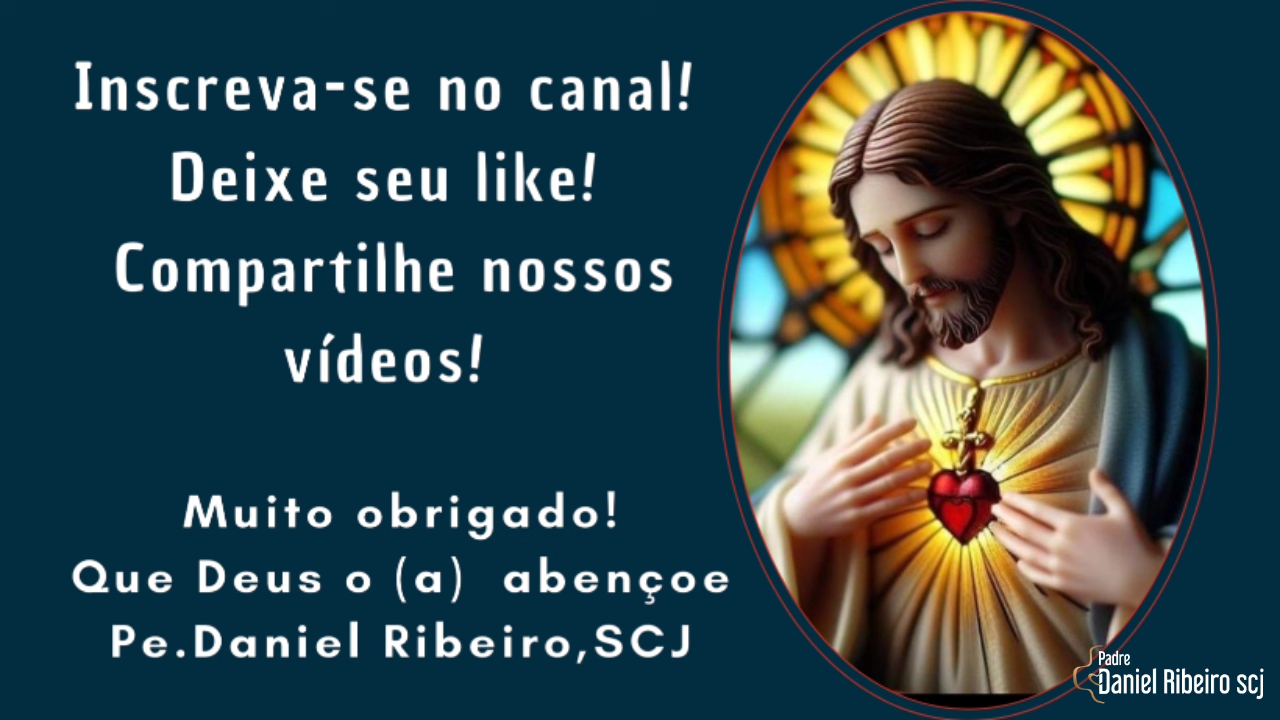 Inscreva-se no canal!
Deixe seu like!
Compartilhe nossos
vídeos!
Muito obrigado!
Que Deus o (a) abençoe
Pe.Daniel Ribeiro,SCJ
Padre
Daniel Ribeiro scj